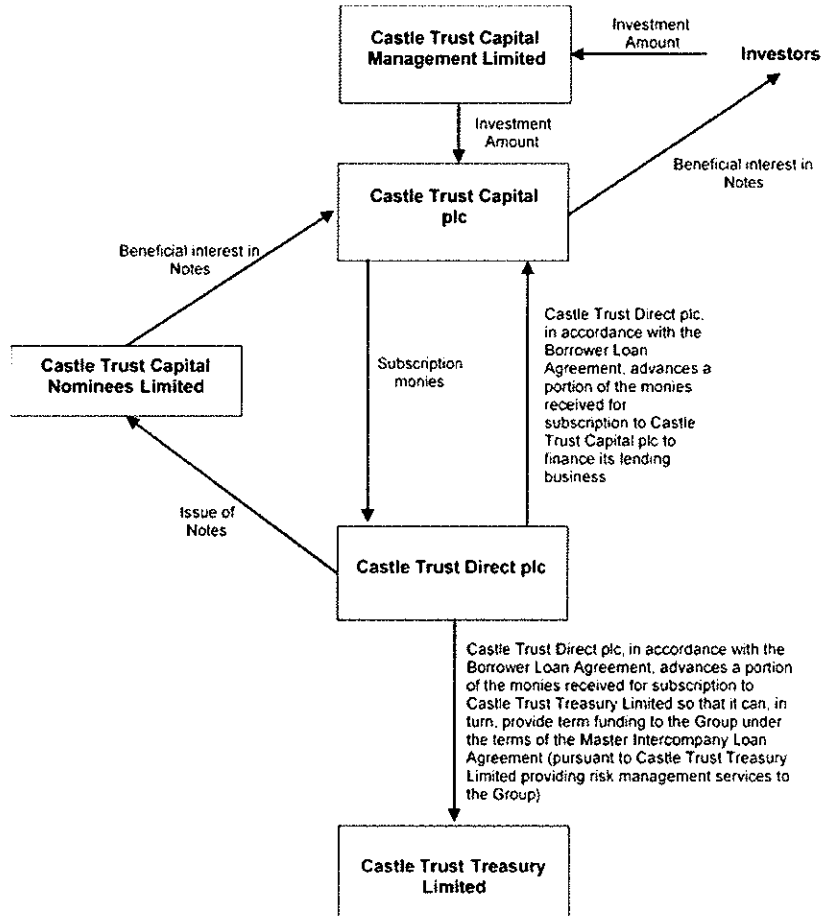 Castle Trust Capital
Management Limited
Investment
Amount
Investors
Investment
Amount
Beneficial interest in
Notes
Castle Trust Capital
plc
Beneficial interest in
Notes
Castle Trust Capital
Nominees Limited
Subscription
monies
Castle Trust Direct plc,
in accordance with the
Borrower Loan
Agreement, advances a
portion of the monies
received for
subscription to Castle
Trust Capital plc to
finance its lending
business
Issue of
Notes
Castle Trust Direct plc
Castle Trust Direct plc, in accordance with the
Borrower Loan Agreement, advances a portion
of the monies received for subscription to
Castle Trust Treasury Limited so that it can, in
turn, provide term funding to the Group under
the terms of the Master Intercompany Loan
Agreement (pursuant to Castle Trust Treasury
Limited providing risk management services to
the Group)
Castle Trust Treasury
Limited